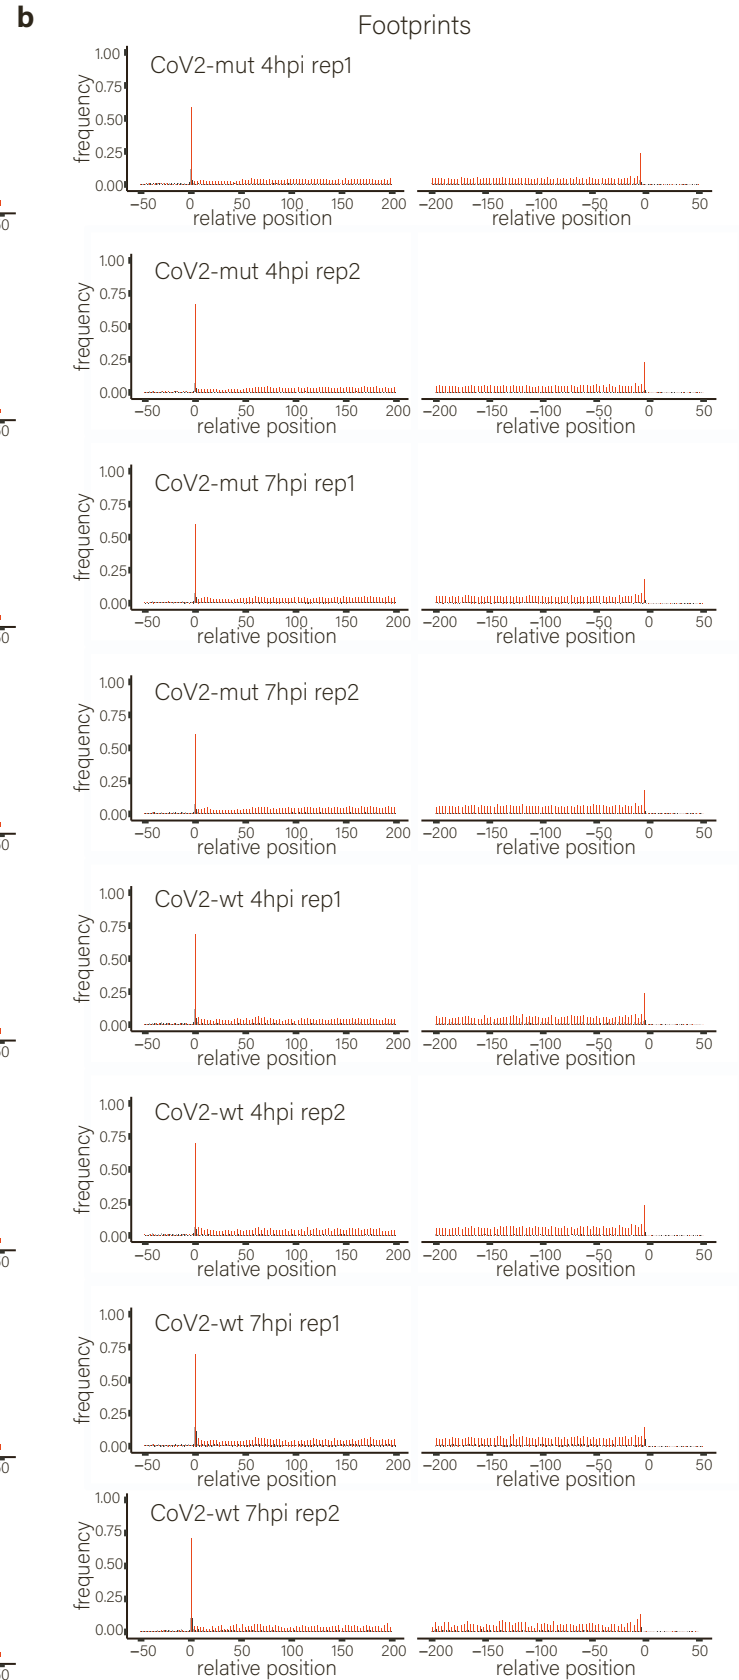 b
Footprints
CoV2-mut 4hpi rep1
frequency
1.00
0.75
0.50
0.25
0.00
−50 0 50 100 150 200 −200 −150 −100 −50 0 50
relative position relative position
CoV2-mut 4hpi rep2
frequency
1.00
0.75
0.50
0.25
0.00
−50 0 50 100 150 200 −200 −150 −100 −50 0 50
relative position relative position
CoV2-mut 7hpi rep1
frequency
1.00
0.75
0.50
0.25
0.00
−50 0 50 100 150 200 −200 −150 −100 −50 0 50
relative position relative position
CoV2-mut 7hpi rep2
frequency
1.00
0.75
0.50
0.25
0.00
−50 0 50 100 150 200 −200 −150 −100 −50 0 50
relative position relative position
CoV2-wt 4hpi rep1
frequency
1.00
0.75
0.50
0.25
0.00
−50 0 50 100 150 200 −200 −150 −100 −50 0 50
relative position relative position
CoV2-wt 4hpi rep2
frequency
1.00
0.75
0.50
0.25
0.00
−50 0 50 100 150 200 −200 −150 −100 −50 0 50
relative position relative position
CoV2-wt 7hpi rep1
frequency
1.00
0.75
0.50
0.25
0.00
−50 0 50 100 150 200 −200 −150 −100 −50 0 50
relative position relative position
CoV2-wt 7hpi rep2
frequency
1.00
0.75
0.50
0.25
0.00
−50 0 50 100 150 200 −200 −150 −100 −50 0 50
relative position relative position